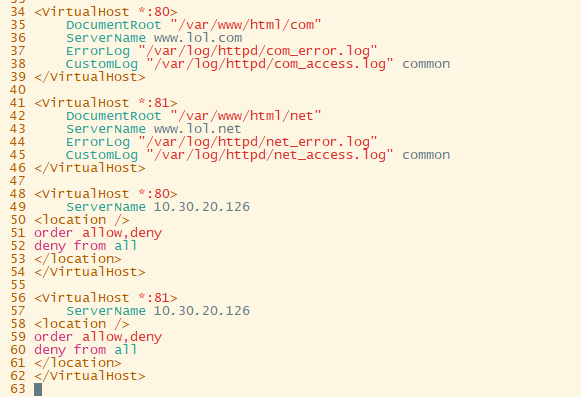 34 <VirtualHost *:80>
35     DocumentRoot "/var/www/html/com"
36     ServerName www.lol.com
37     ErrorLog "/var/log/httpd/com_error.log"
38     CustomLog "/var/log/httpd/com_access.log" common
39 </VirtualHost>
40
41 <VirtualHost *:81>
42     DocumentRoot "/var/www/html/net"
43     ServerName www.lol.net
44     ErrorLog "/var/log/httpd/net_error.log"
45     CustomLog "/var/log/httpd/net_access.log" common
46 </VirtualHost>
47
48 <VirtualHost *:80>
49     ServerName 10.30.20.126
50 <location />
51 order allow,deny
52 deny from all
53 </location>
54 </VirtualHost>
55
56 <VirtualHost *:81>
57     ServerName 10.30.20.126
58 <location />
59 order allow,deny
60 deny from all
61 </location>
62 </VirtualHost>
63